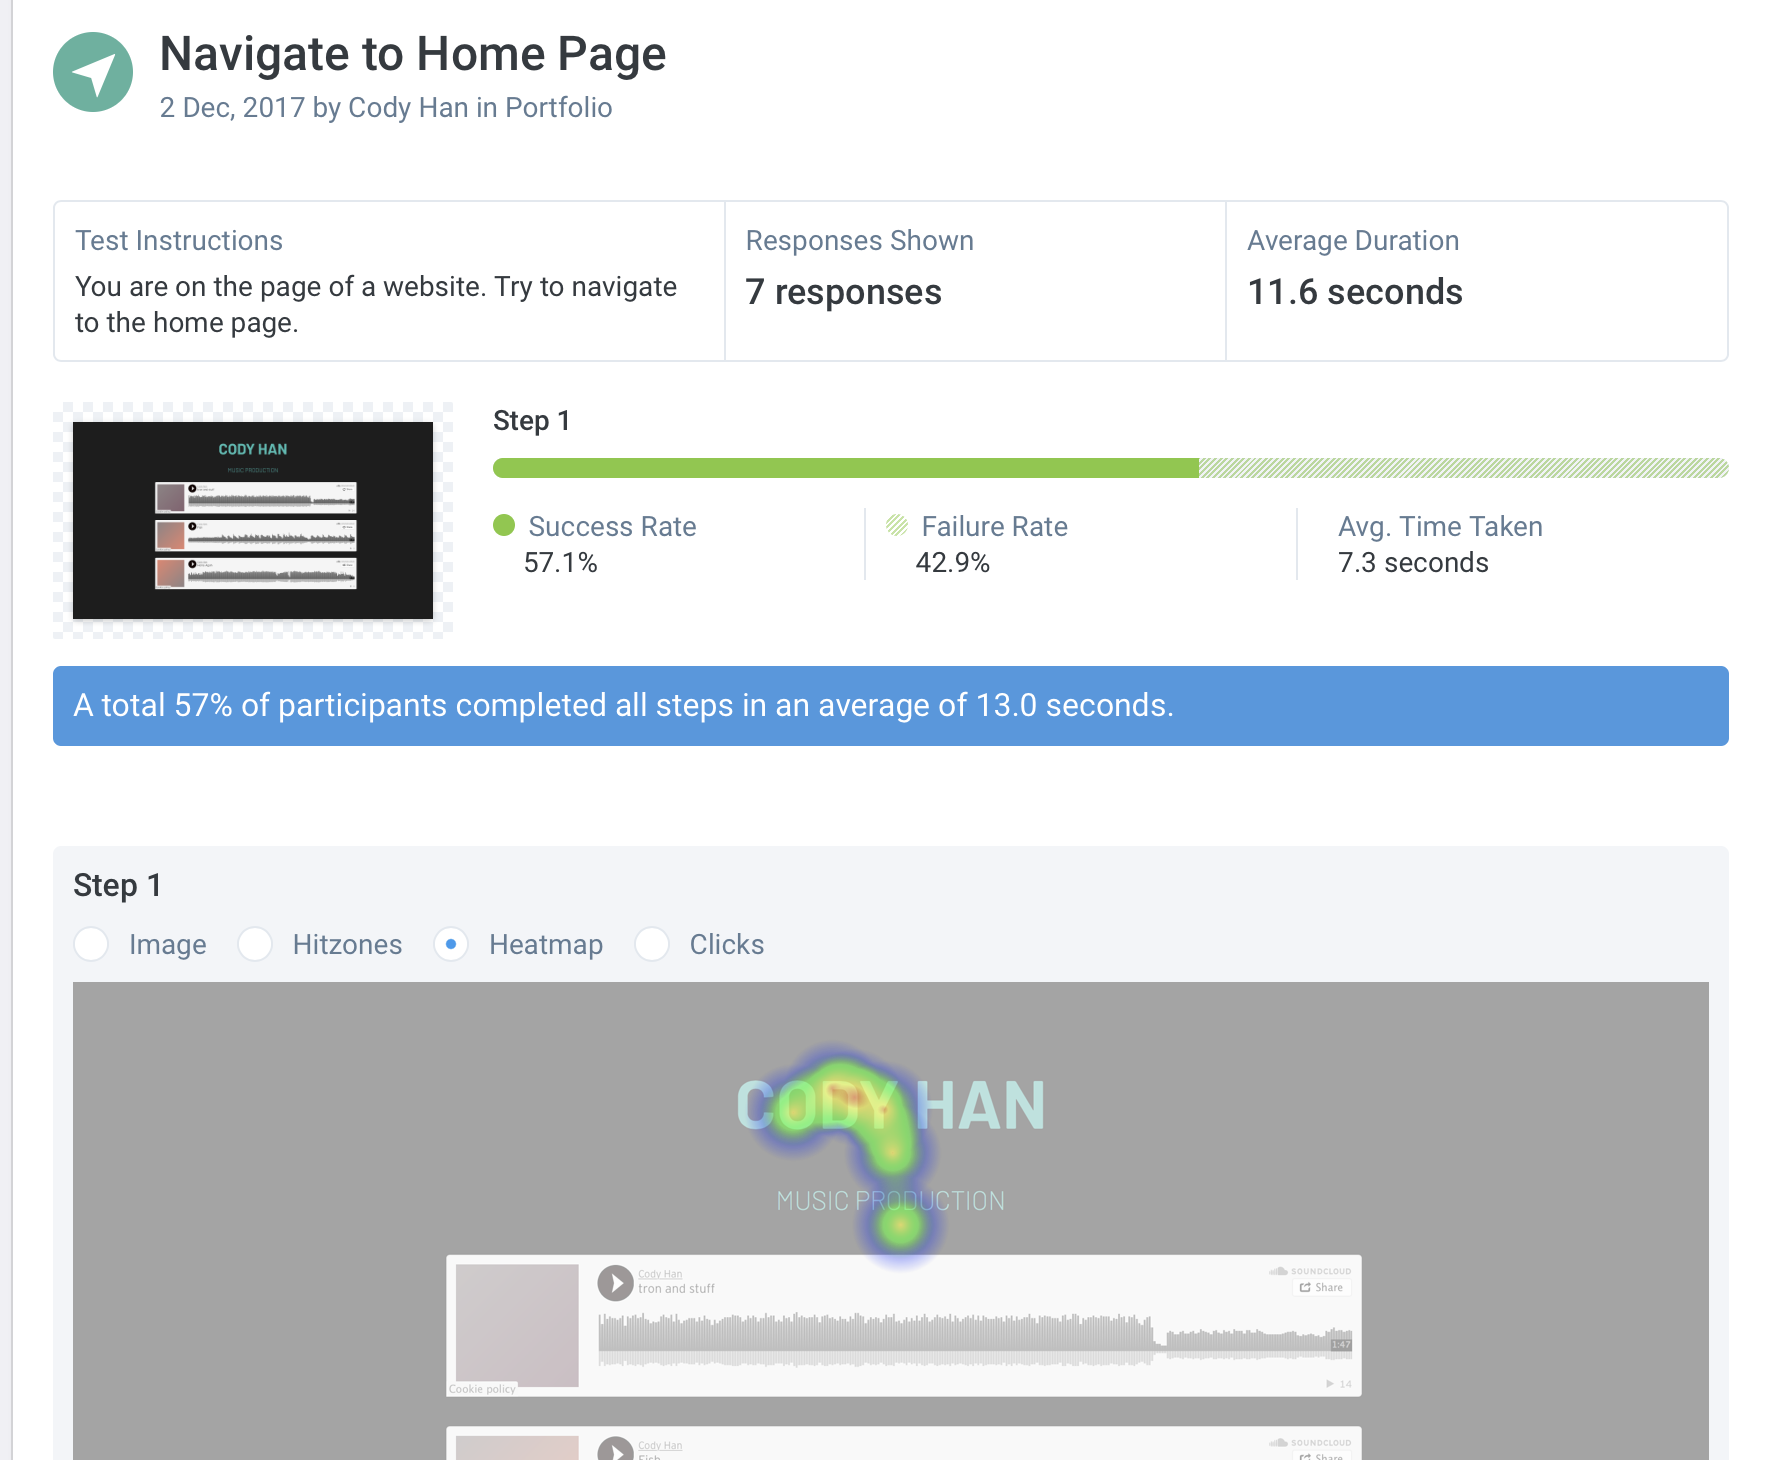 Navigate to Home Page
2 Dec, 2017 by Cody Han in Portfolio
Test Instructions
You are on the page of a website. Try to navigate
to the home page.
Responses Shown
7 responses
Average Duration
11.6 seconds
CODY HAN
MUSIC PRODUCTION
Step 1
Success Rate
57.1%
Failure Rate
42.9%
Avg. Time Taken
7.3 seconds
A total 57% of participants completed all steps in an average of 13.0 seconds.
Step 1
Image
Hitzones
Heatmap
Clicks
CODY HAN
MUSIC PRODUCTION
Cody Han
tron and stuff
SOUNDCLOUD
Share
1:47
Cookie policy
14
Cody Han
SOUNDCLOUD
Share